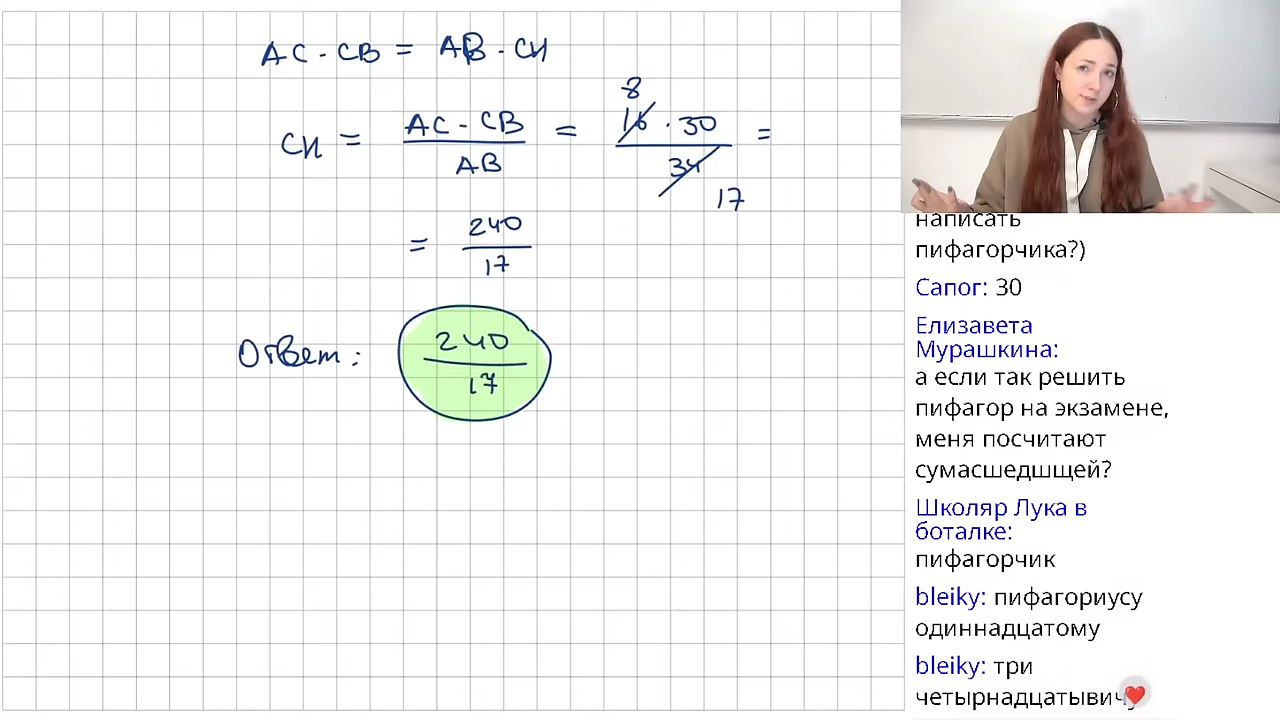 AC · CB = AB · CH
CH = AC · CB / AB = 16 · 30 / 34 =
8
17
= 240 / 17
Ответ: 240 / 17
написать
пифагорчика?)
Сапог: 30
Елизавета
Мурашкина:
а если так решить
пифагор на экзамене,
меня посчитают
сумасшедшщей?
Школяр Лука в
боталке:
пифагорчик
bleiky: пифагориусу
одиннадцатому
bleiky: три
четырнадцатывичу